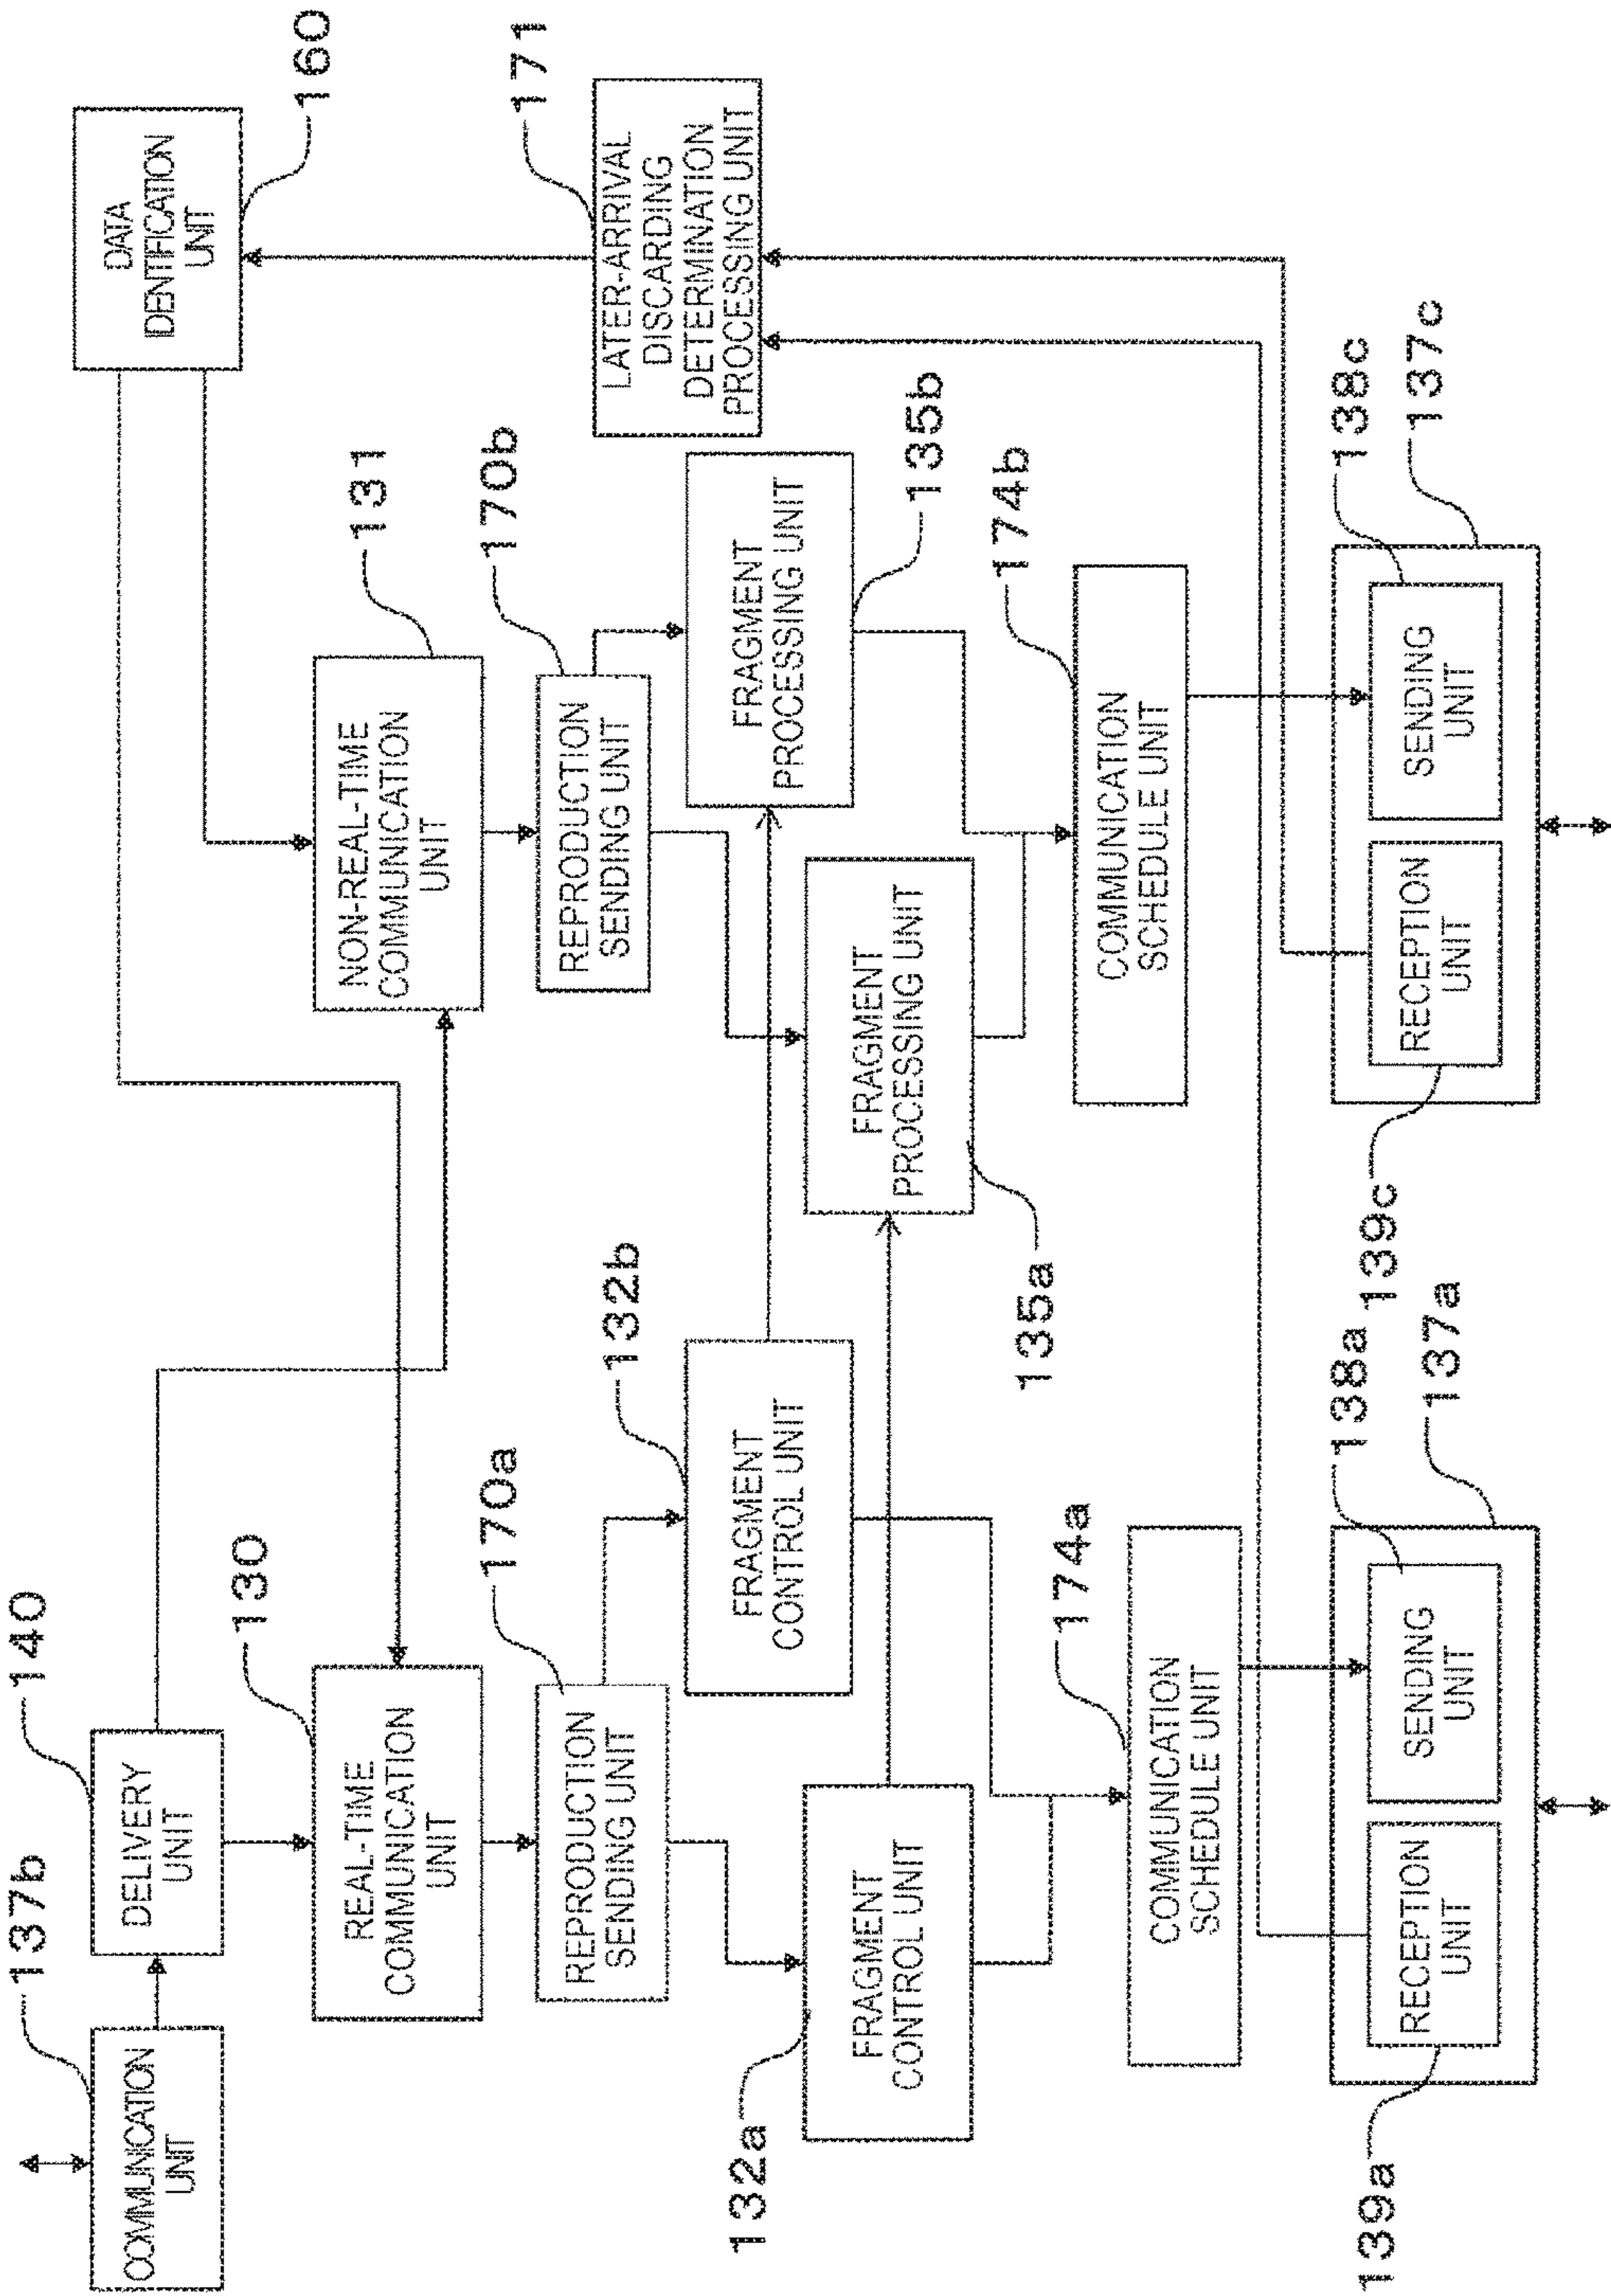 137b
140
COMMUNICATION
UNIT
DELIVERY
UNIT
DATA
IDENTIFICATION
UNIT
160
130
REAL-TIME
COMMUNICATION
UNIT
131
NON-REAL-TIME
COMMUNICATION
UNIT
170a
REPRODUCTION
SENDING UNIT
170b
REPRODUCTION
SENDING UNIT
171
LATER-ARRIVAL
DISCARDING
DETERMINATION
PROCESSING UNIT
132b
FRAGMENT
CONTROL UNIT
FRAGMENT
PROCESSING UNIT
135b
132a
FRAGMENT
CONTROL UNIT
FRAGMENT
PROCESSING UNIT
135a
174a
COMMUNICATION
SCHEDULE UNIT
174b
COMMUNICATION
SCHEDULE UNIT
139a
RECEPTION
UNIT
SENDING
UNIT
138a
137a
139c
RECEPTION
UNIT
SENDING
UNIT
138c
137c